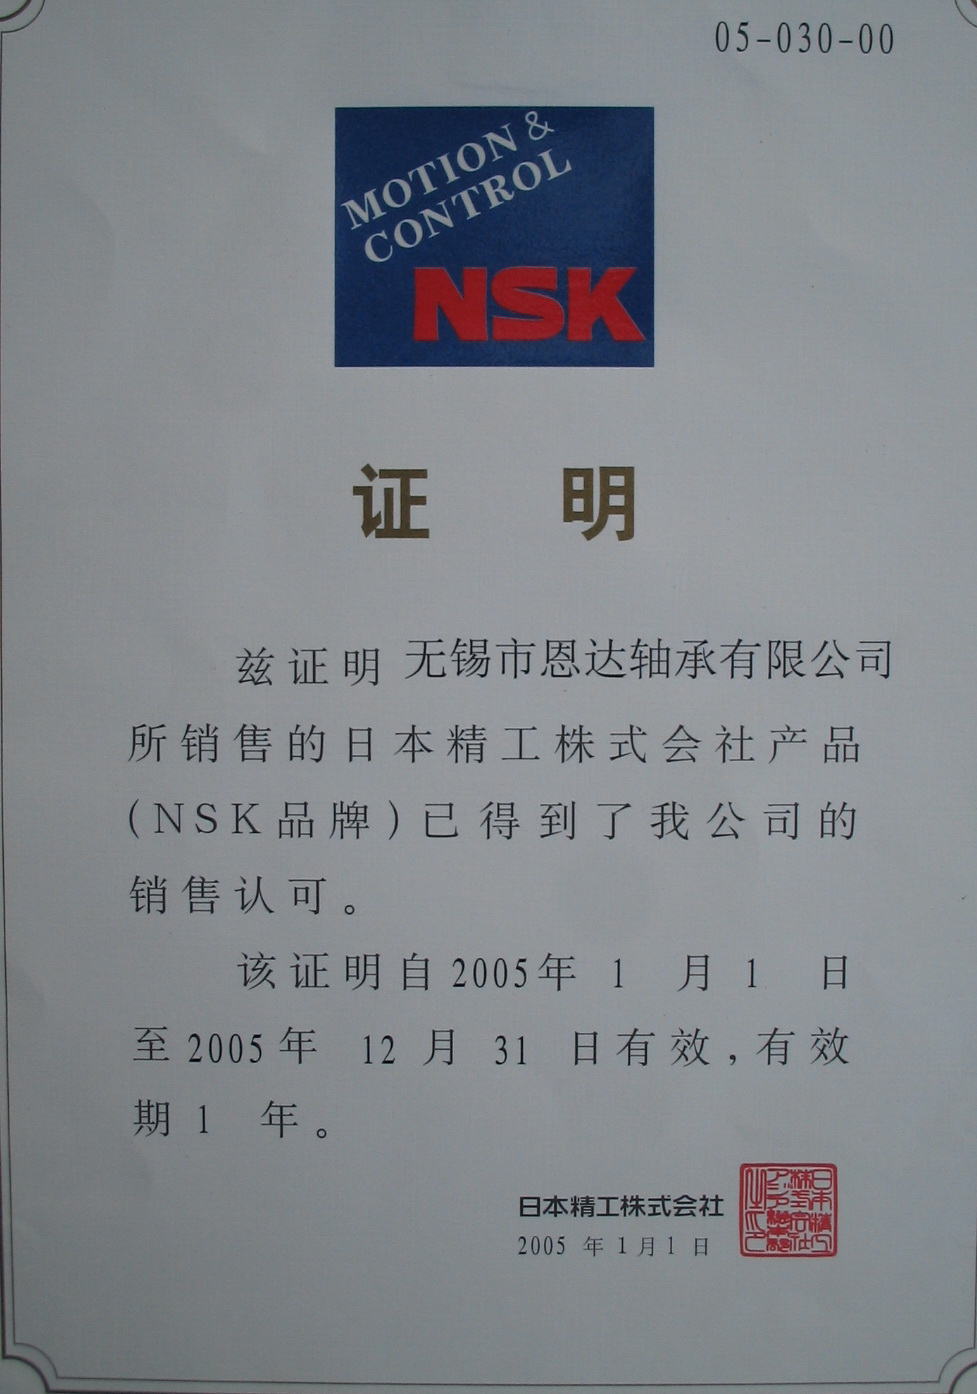 05-030-00
MOTION &
CONTROL
NSK
证 明
兹证明 无锡市恩达轴承有限公司
所销售的日本精工株式会社产品
(NSK品牌)已得到了我公司的
销售认可。
该证明自2005年 1 月 1 日
至2005年 12 月 31 日有效,有效
期 1 年。
日本精工株式会社
2005 年 1 月 1 日